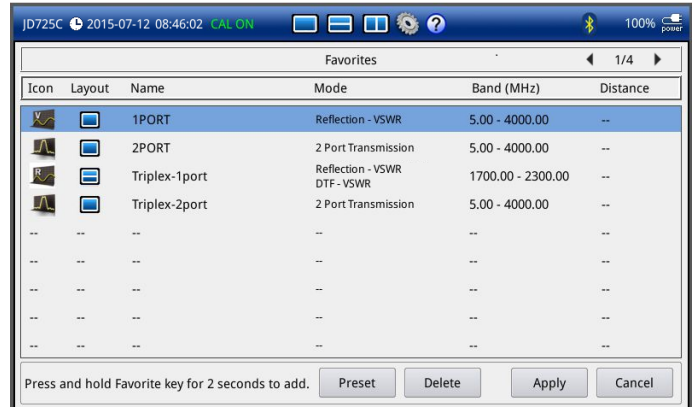 JD725C 2015-07-12 08:46:02 CAL ON ? 100% power
Favorites 1/4
Icon Layout Name Mode Band (MHz) Distance
V 1PORT Reflection - VSWR 5.00 - 4000.00 --
2PORT 2 Port Transmission 5.00 - 4000.00 --
R Triplex-1port Reflection - VSWR 1700.00 - 2300.00 --
DTF - VSWR
Triplex-2port 2 Port Transmission 5.00 - 4000.00 --
-- -- -- -- -- --
-- -- -- -- -- --
-- -- -- -- -- --
-- -- -- -- -- --
-- -- -- -- -- --
Press and hold Favorite key for 2 seconds to add. Preset Delete Apply Cancel